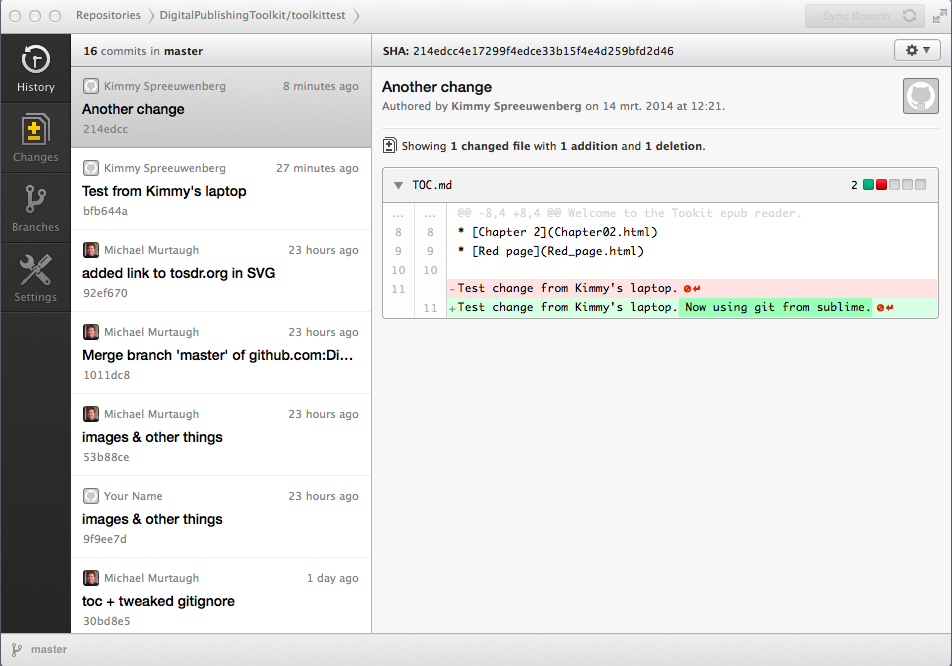 Repositories DigitalPublishingToolkit/toolkittest Sync Branch
History
Changes
Branches
Settings
16 commits in master
Kimmy Spreeuwenberg 8 minutes ago
Another change
214edcc
Kimmy Spreeuwenberg 27 minutes ago
Test from Kimmy's laptop
bfb644a
Michael Murtaugh 23 hours ago
added link to tosdr.org in SVG
92ef670
Michael Murtaugh 23 hours ago
Merge branch 'master' of github.com:Di...
1011dc8
Michael Murtaugh 23 hours ago
images & other things
53b88ce
Your Name 23 hours ago
images & other things
9f9ee7d
Michael Murtaugh 1 day ago
toc + tweaked gitignore
30bd8e5
SHA: 214edcc4e17299f4edce33b15f4e4d259bfd2d46
Another change
Authored by Kimmy Spreeuwenberg on 14 mrt. 2014 at 12:21.
Showing 1 changed file with 1 addition and 1 deletion.
TOC.md 2
... ... @@ -8,4 +8,4 @@ Welcome to the Tookit epub reader.
8 8 * [Chapter 2](Chapter02.html)
9 9 * [Red page](Red_page.html)
10 10
11 -Test change from Kimmy's laptop.
11 +Test change from Kimmy's laptop. Now using git from sublime.
master